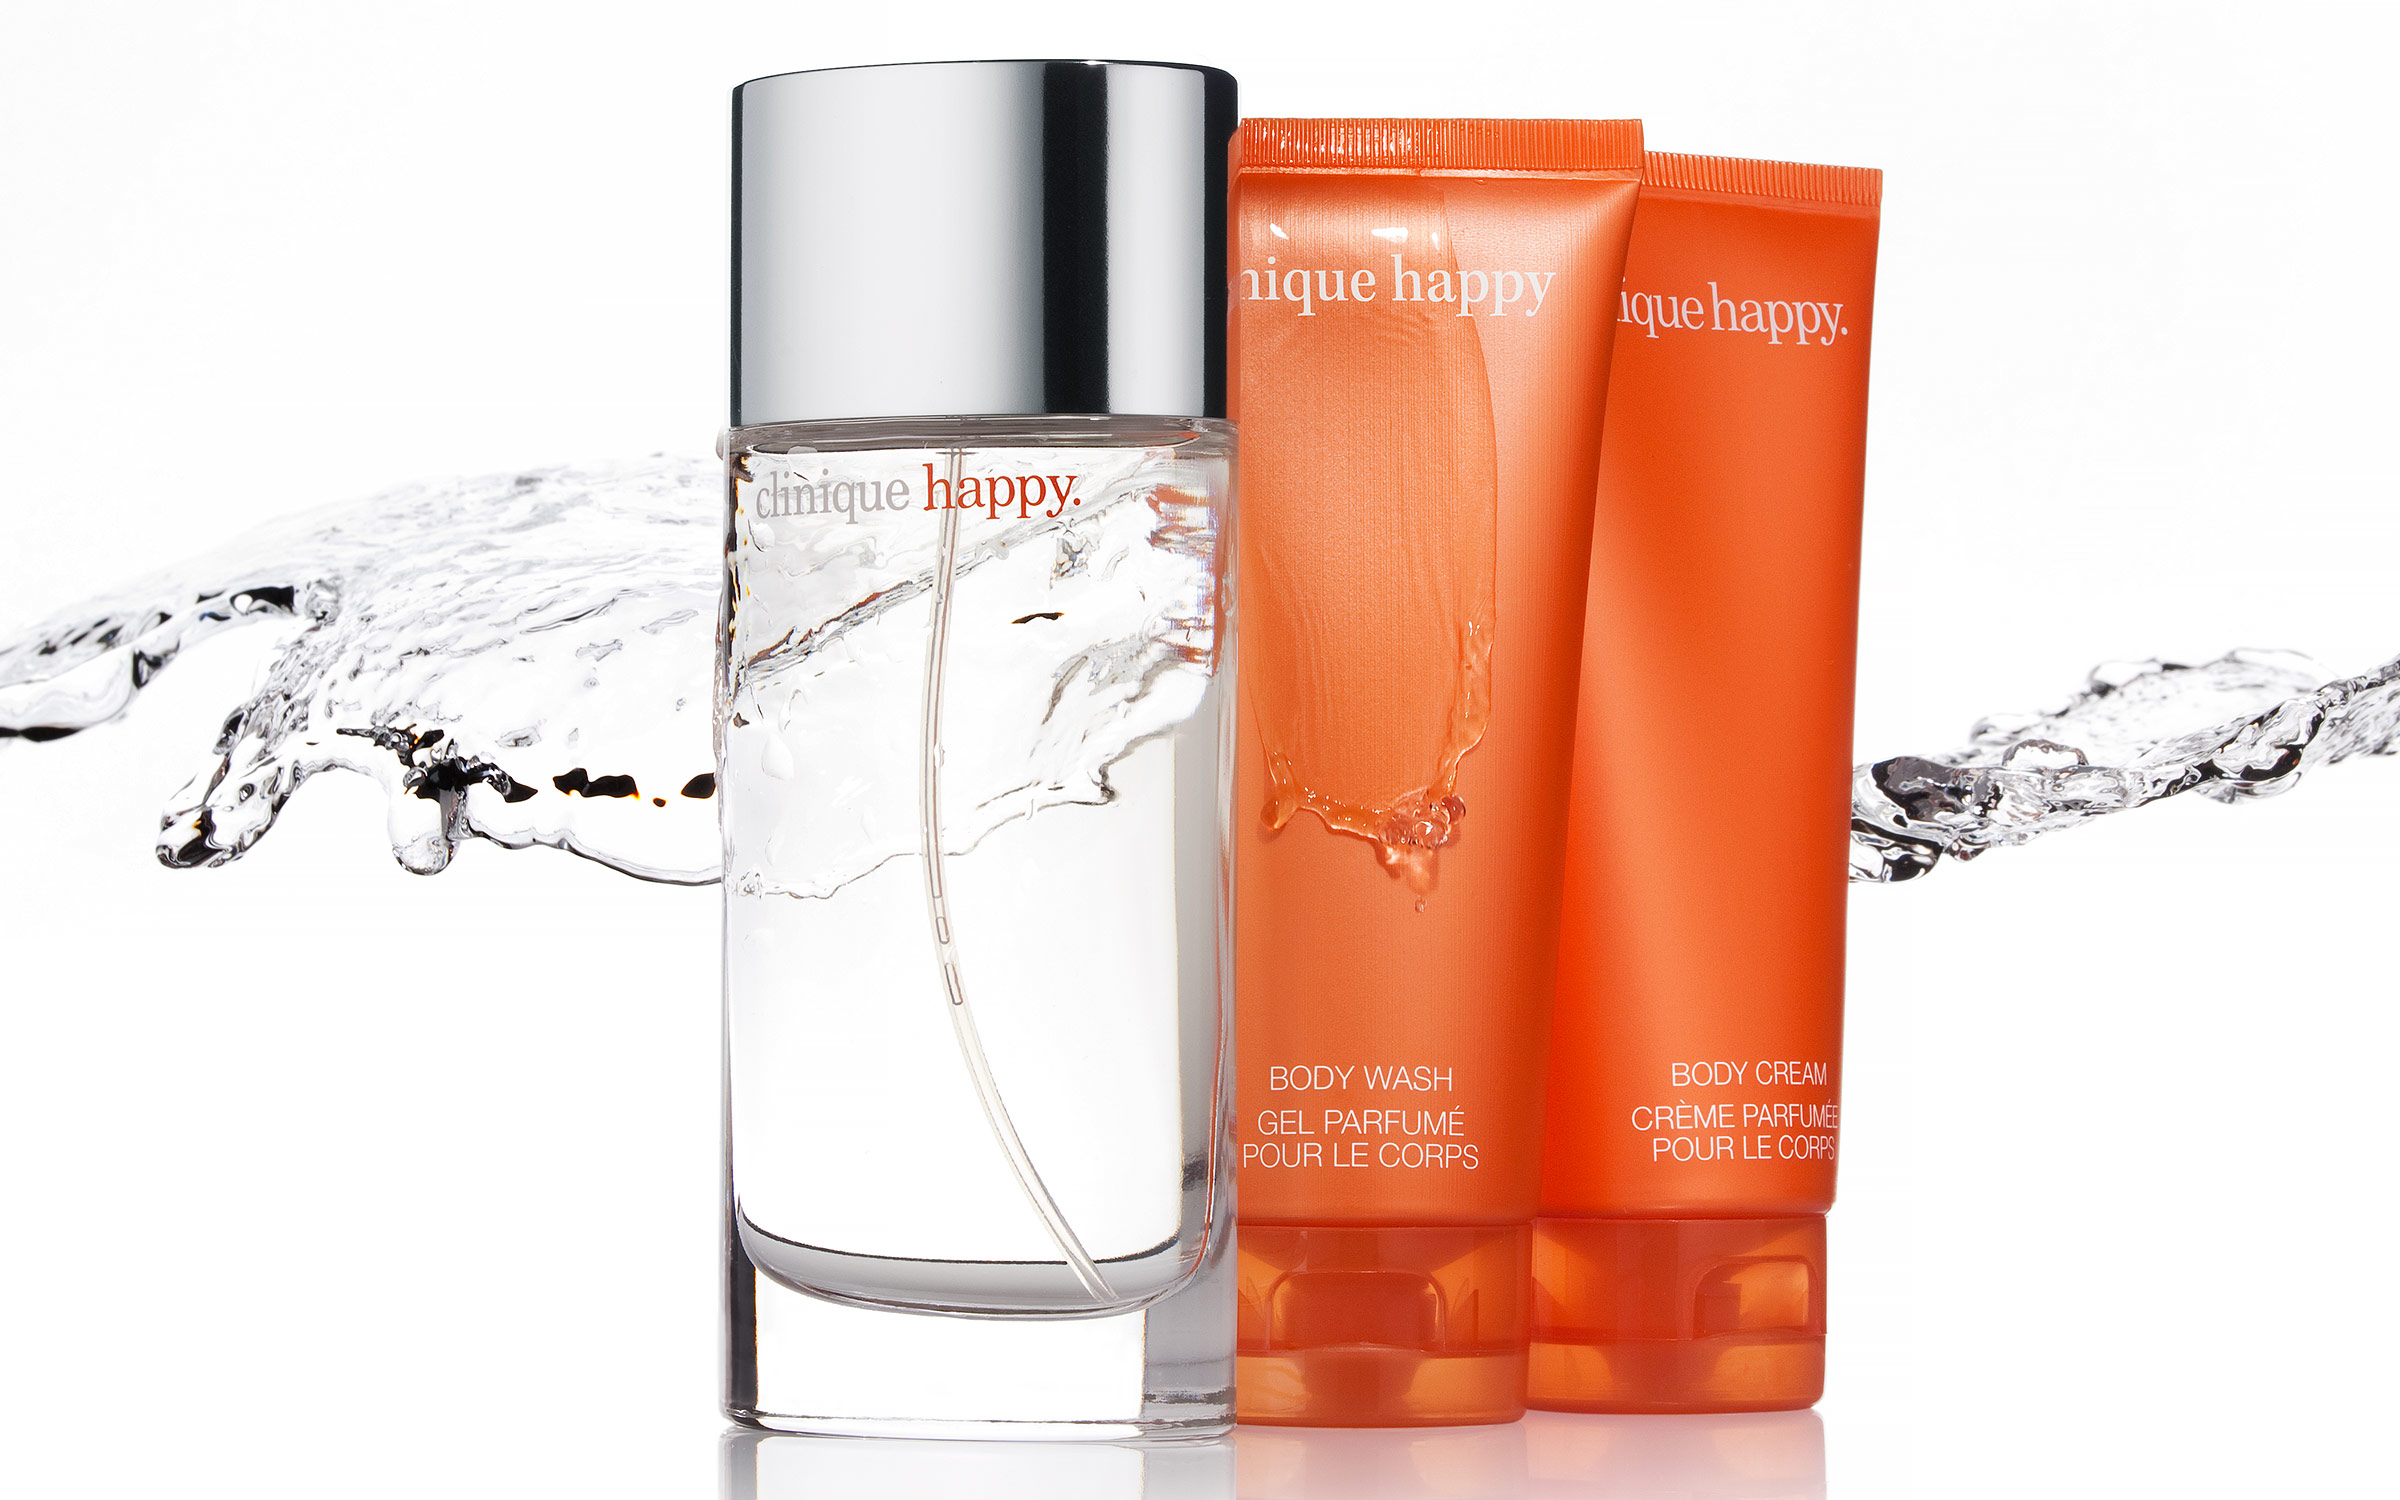 clinique happy.
nique happy
ique happy.
BODY WASH
GEL PARFUMÉ
POUR LE CORPS
BODY CREAM
CRÈME PARFUMÉE
POUR LE CORPS